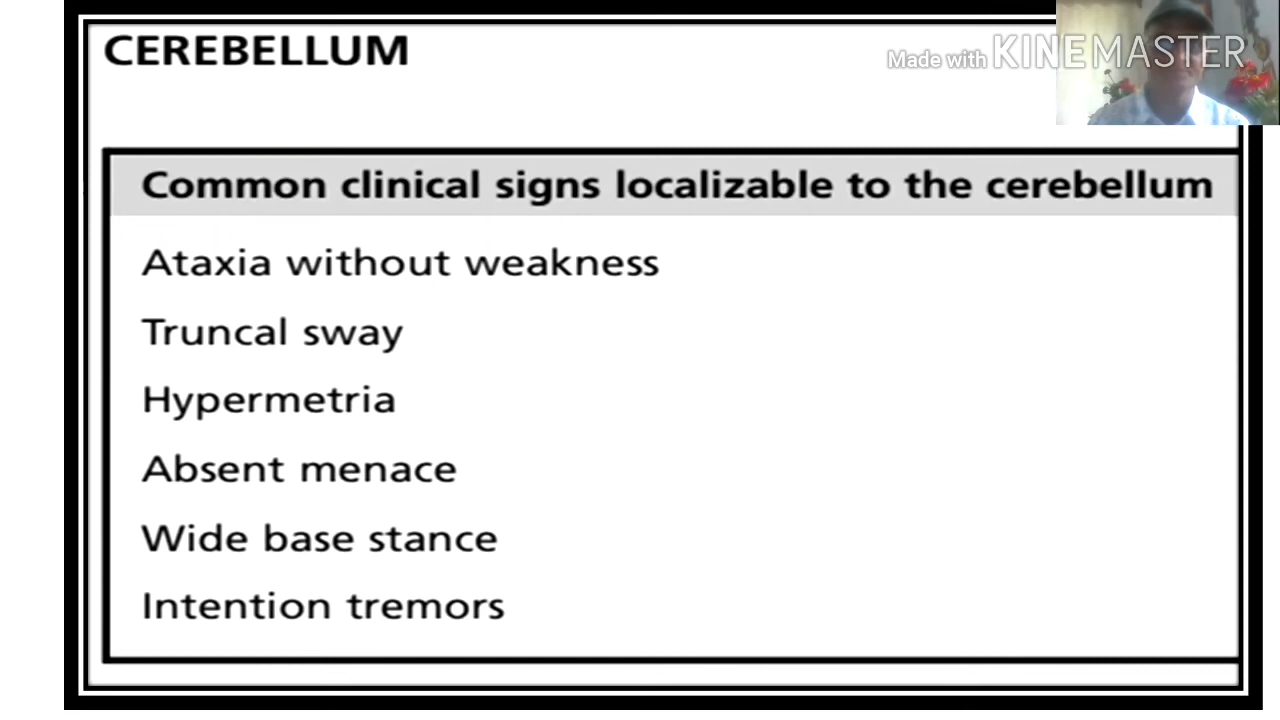 CEREBELLUM
Made with KINEMASTER
Common clinical signs localizable to the cerebellum
Ataxia without weakness
Truncal sway
Hypermetria
Absent menace
Wide base stance
Intention tremors